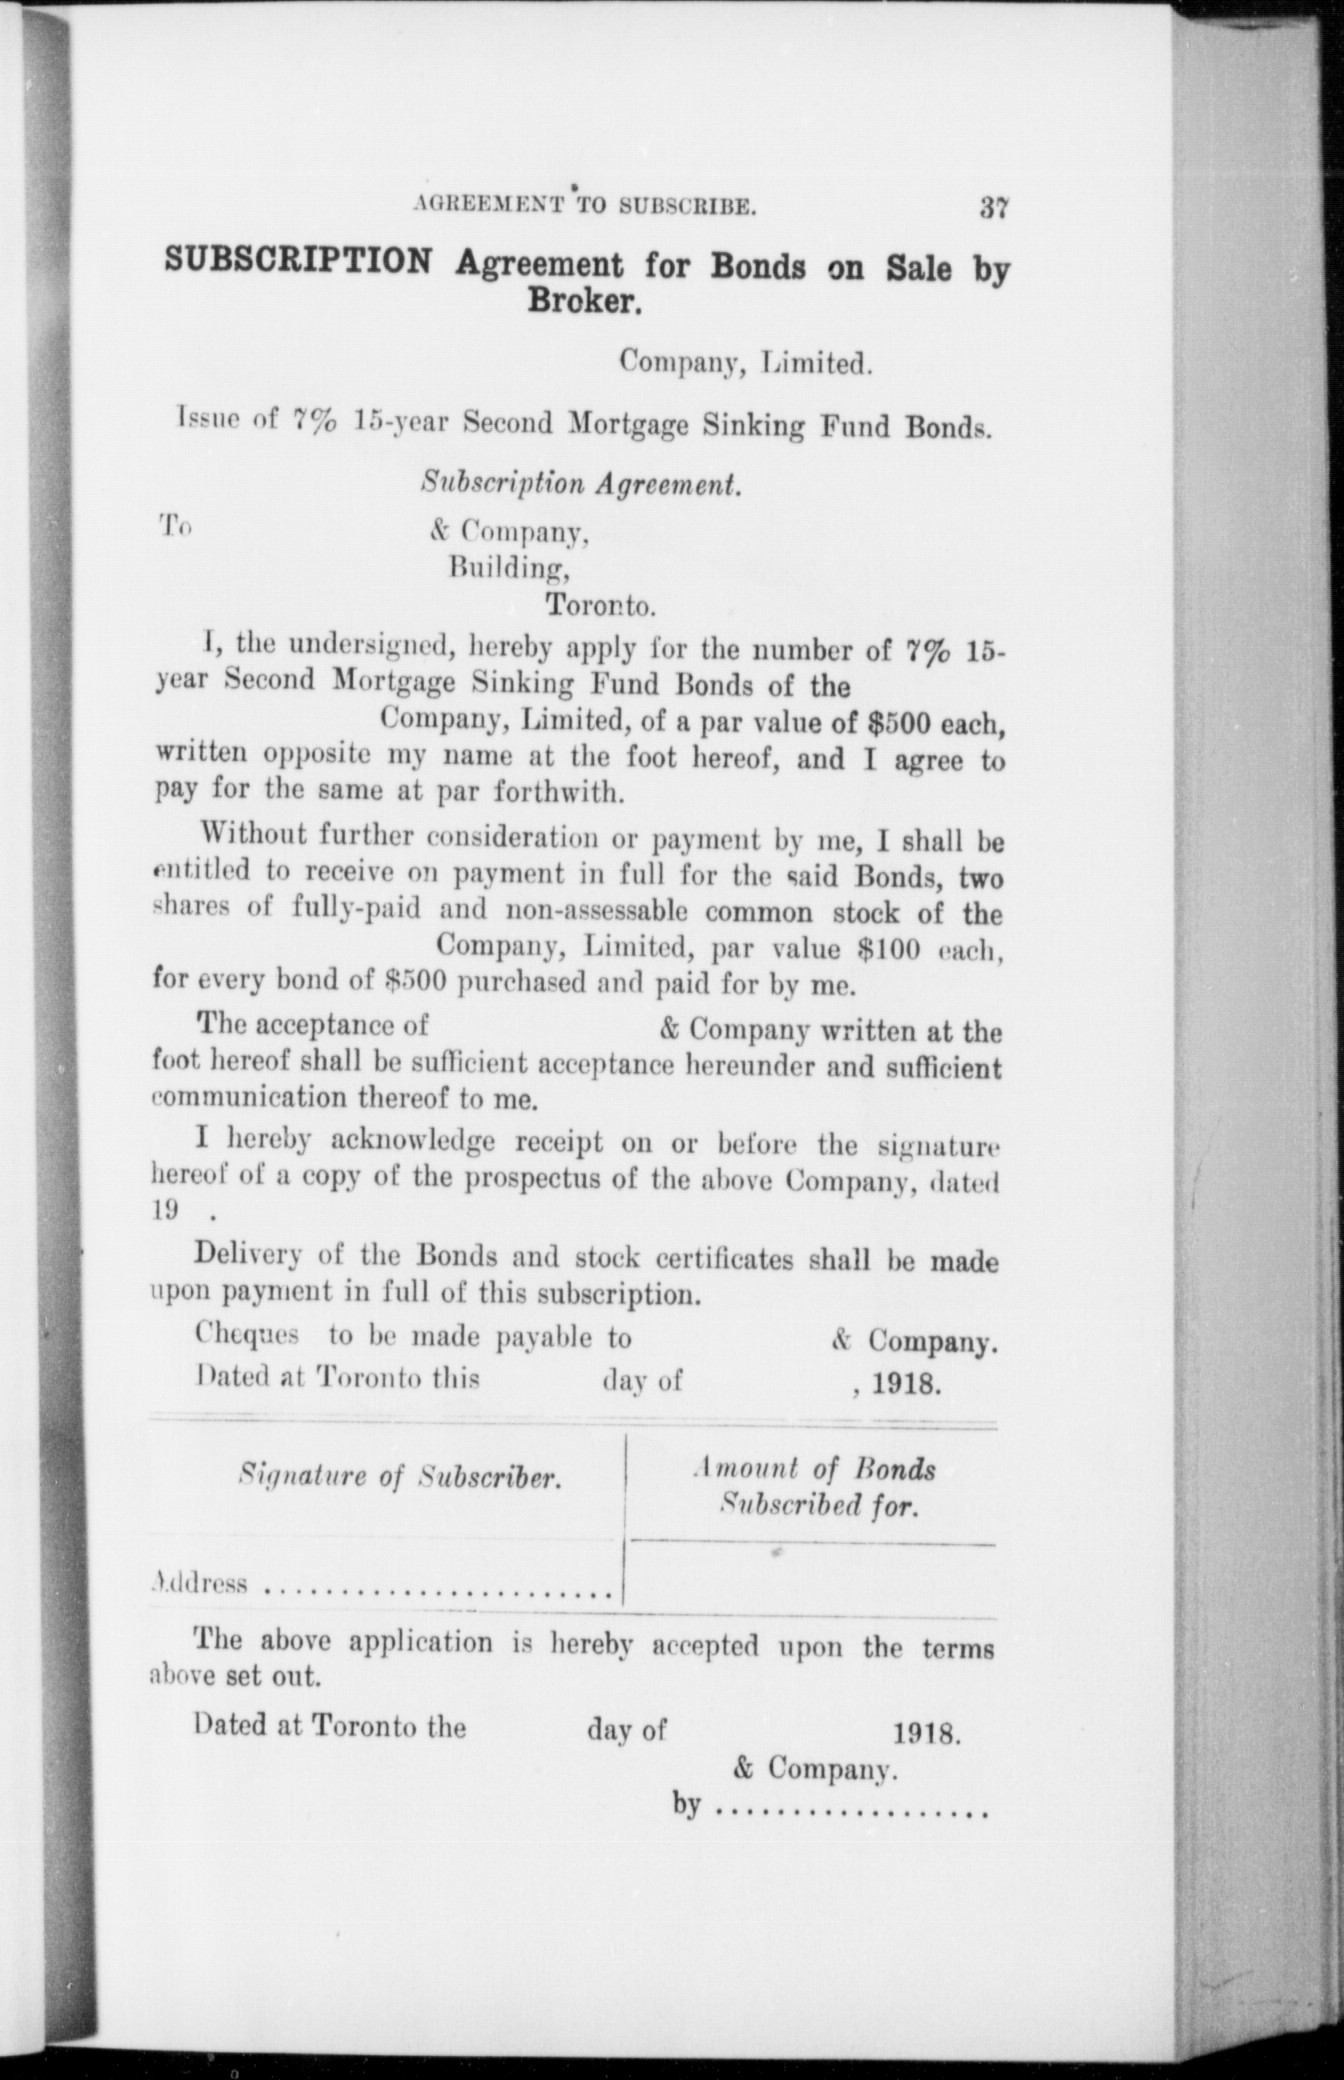 AGREEMENT TO SUBSCRIBE. 37
SUBSCRIPTION Agreement for Bonds on Sale by
Broker.
Company, Limited.
Issue of 7% 15-year Second Mortgage Sinking Fund Bonds.
Subscription Agreement.
To & Company,
Building,
Toronto.
I, the undersigned, hereby apply for the number of 7% 15-
year Second Mortgage Sinking Fund Bonds of the
Company, Limited, of a par value of $500 each,
written opposite my name at the foot hereof, and I agree to
pay for the same at par forthwith.
Without further consideration or payment by me, I shall be
entitled to receive on payment in full for the said Bonds, two
shares of fully-paid and non-assessable common stock of the
Company, Limited, par value $100 each,
for every bond of $500 purchased and paid for by me.
The acceptance of & Company written at the
foot hereof shall be sufficient acceptance hereunder and sufficient
communication thereof to me.
I hereby acknowledge receipt on or before the signature
hereof of a copy of the prospectus of the above Company, dated
19 .
Delivery of the Bonds and stock certificates shall be made
upon payment in full of this subscription.
Cheques to be made payable to & Company.
Dated at Toronto this day of , 1918.
Signature of Subscriber.
Amount of Bonds
Subscribed for.
Address .......................
The above application is hereby accepted upon the terms
above set out.
Dated at Toronto the day of 1918.
& Company.
by ..................